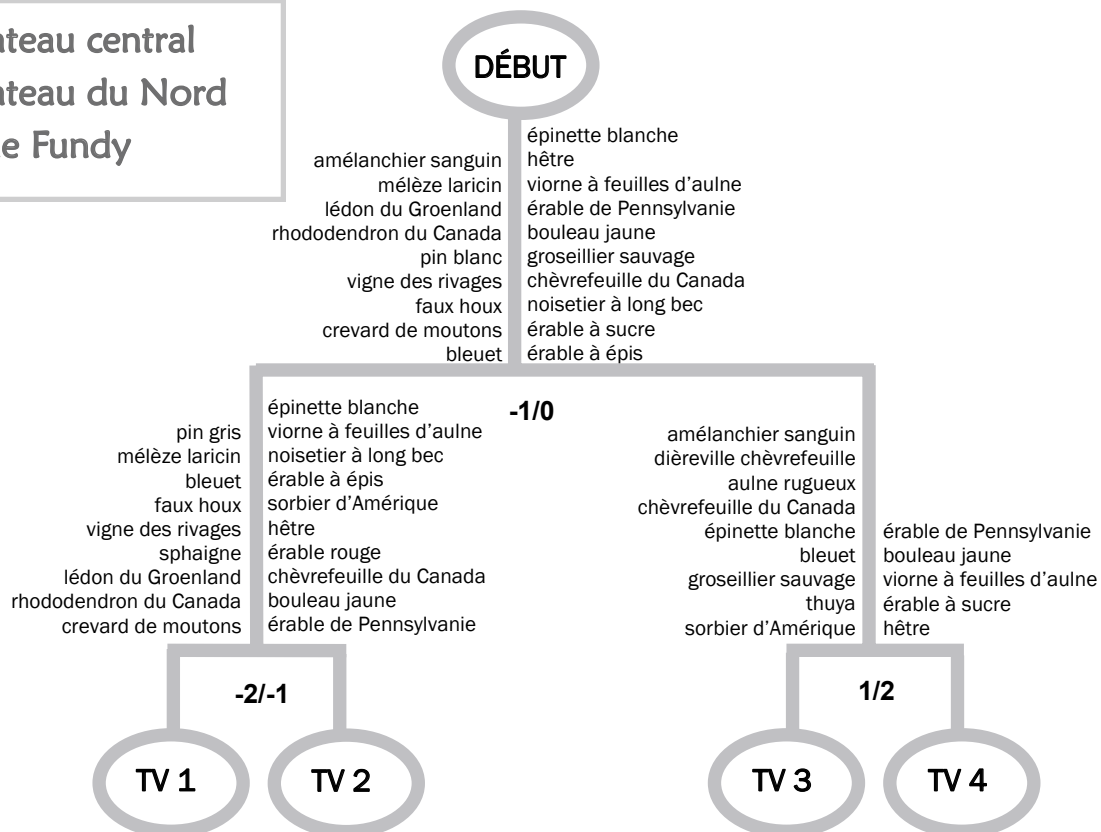 central
du Nord
Fundy
DÉBUT
amélanchier sanguin
mélèze laricin
lédon du Groenland
rhododendron du Canada
pin blanc
vigne des rivages
faux houx
crevard de moutons
bleuet
épinette blanche
hêtre
viorne à feuilles d'aulne
érable de Pennsylvanie
bouleau jaune
groseillier sauvage
chèvrefeuille du Canada
noisetier à long bec
érable à sucre
érable à épis
-1/0
pin gris
mélèze laricin
bleuet
faux houx
vigne des rivages
sphaigne
lédon du Groenland
rhododendron du Canada
crevard de moutons
épinette blanche
viorne à feuilles d'aulne
noisetier à long bec
érable à épis
sorbier d'Amérique
hêtre
érable rouge
chèvrefeuille du Canada
bouleau jaune
érable de Pennsylvanie
amélanchier sanguin
dièreville chèvrefeuille
aulne rugueux
chèvrefeuille du Canada
épinette blanche
bleuet
groseillier sauvage
thuya
sorbier d'Amérique
érable de Pennsylvanie
bouleau jaune
viorne à feuilles d'aulne
érable à sucre
hêtre
-2/-1
1/2
TV 1
TV 2
TV 3
TV 4